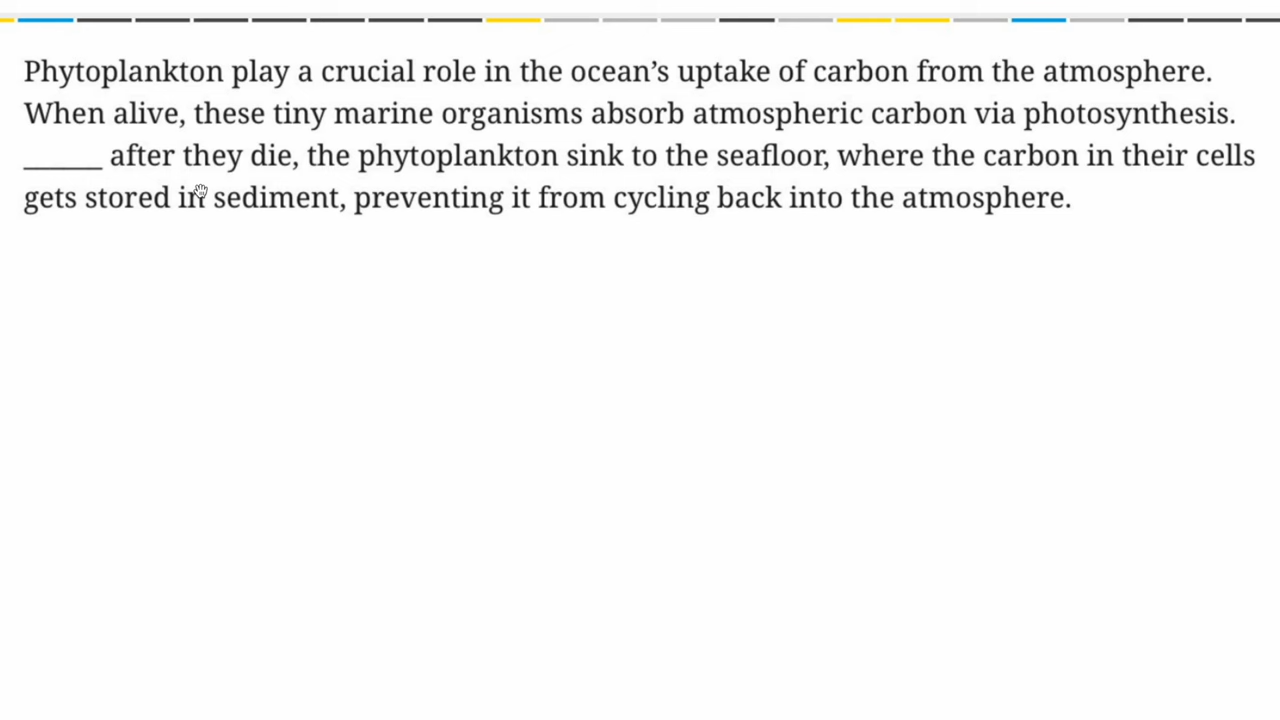 Phytoplankton play a crucial role in the ocean’s uptake of carbon from the atmosphere.
When alive, these tiny marine organisms absorb atmospheric carbon via photosynthesis.
______ after they die, the phytoplankton sink to the seafloor, where the carbon in their cells
gets stored in sediment, preventing it from cycling back into the atmosphere.